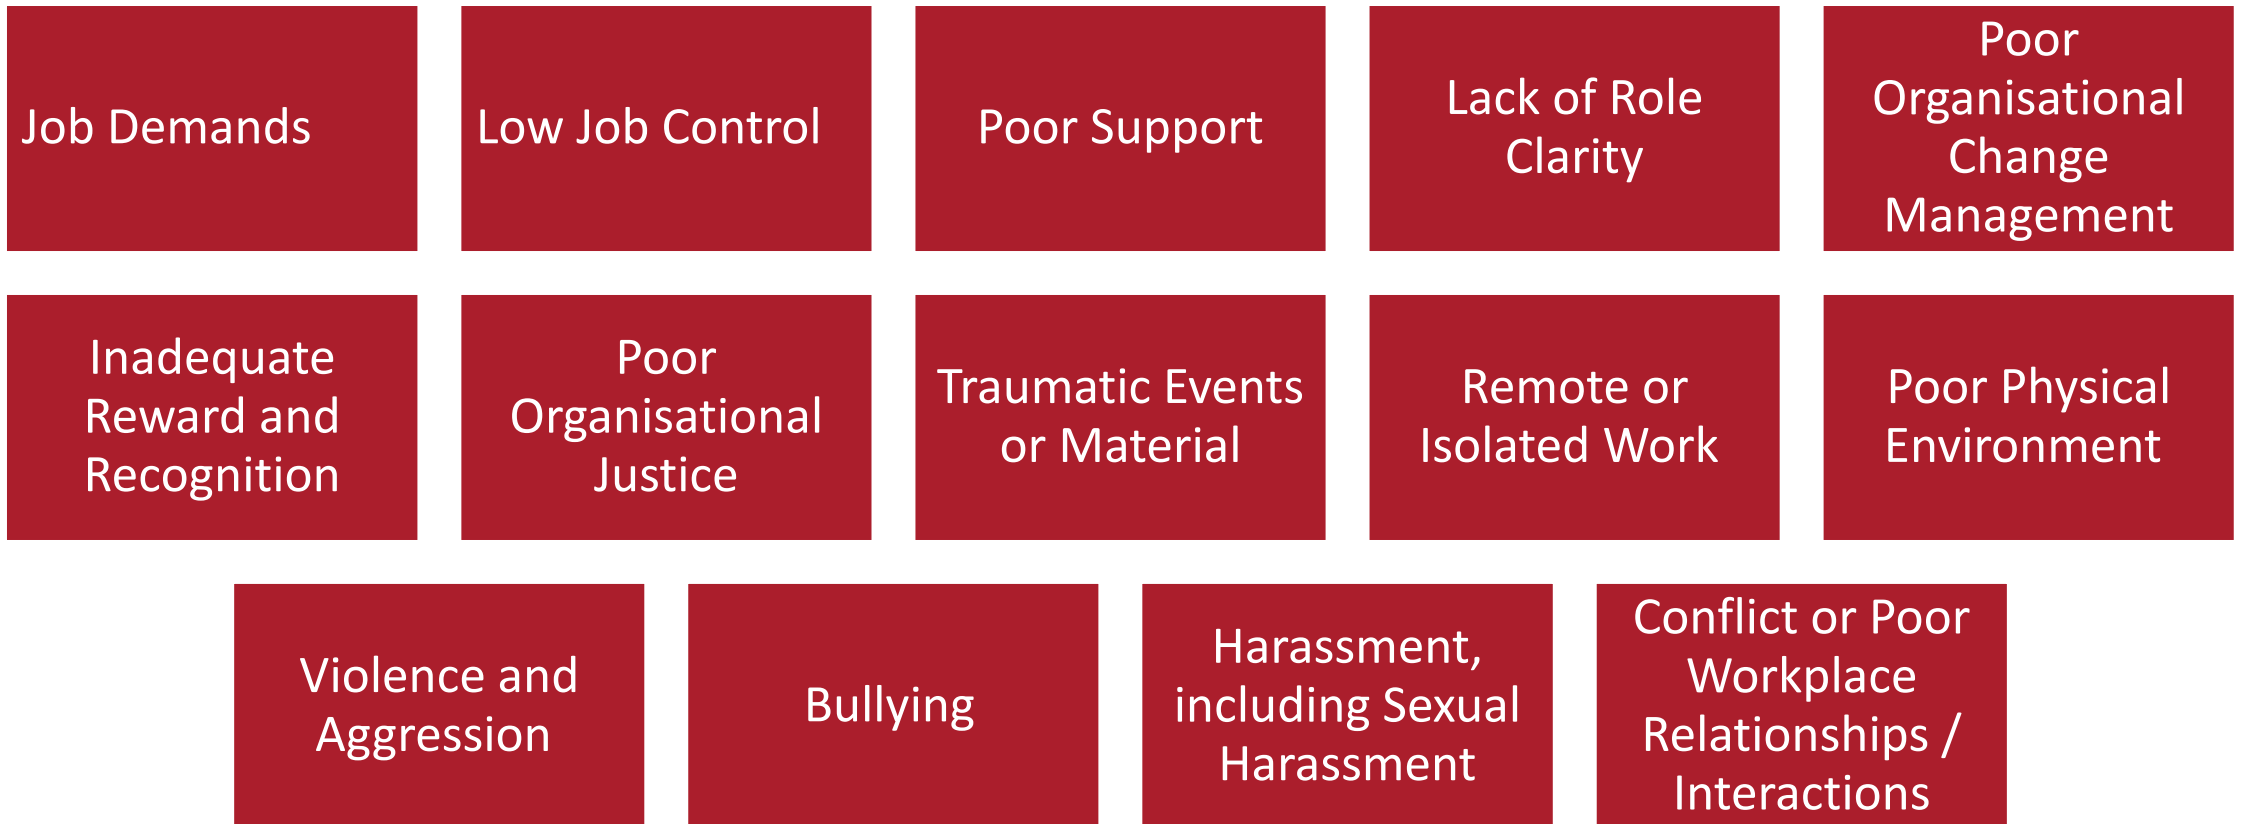 Job Demands
Low Job Control
Poor Support
Lack of Role
Clarity
Poor
Organisational
Change
Management
Inadequate
Reward and
Recognition
Poor
Organisational
Justice
Traumatic Events
or Material
Remote or
Isolated Work
Poor Physical
Environment
Violence and
Aggression
Bullying
Harassment,
including Sexual
Harassment
Conflict or Poor
Workplace
Relationships /
Interactions